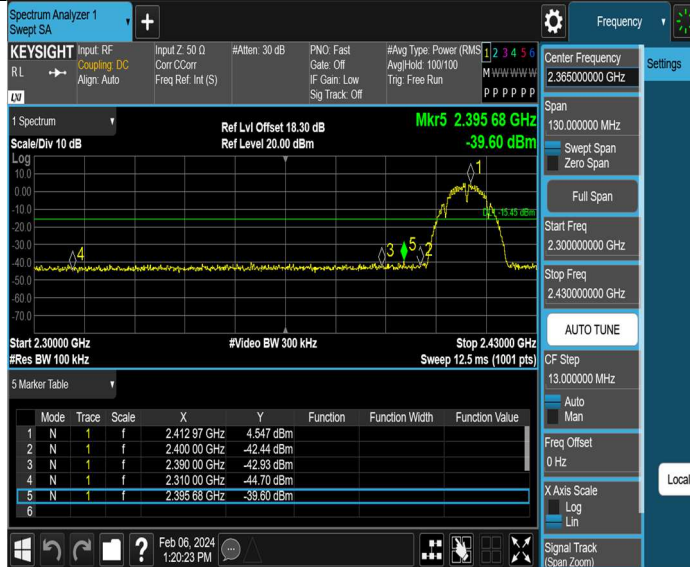 Spectrum Analyzer 1
Swept SA
+
Frequency
KEYSIGHT
RL
LXI
Input: RF
Coupling: DC
Align: Auto
Input Z: 50 Ω
Corr CCorr
Freq Ref: Int (S)
#Atten: 30 dB
PNO: Fast
Gate: Off
IF Gain: Low
Sig Track: Off
#Avg Type: Power (RMS
Avg|Hold: 100/100
Trig: Free Run
1 2 3 4 5 6
M W W W W W
P P P P P P
1 Spectrum
Scale/Div 10 dB
Ref Lvl Offset 18.30 dB
Ref Level 20.00 dBm
Mkr5 2.395 68 GHz
-39.60 dBm
Log
10.0
0.00
-10.0
-20.0
-30.0
-40.0
-50.0
-60.0
-70.0
1
DL1 -15.45 dBm
4
3
5
2
Start 2.30000 GHz
#Res BW 100 kHz
#Video BW 300 kHz
Stop 2.43000 GHz
Sweep 12.5 ms (1001 pts)
5 Marker Table
Mode Trace Scale X Y Function Function Width Function Value
1 N 1 f 2.412 97 GHz 4.547 dBm
2 N 1 f 2.400 00 GHz -42.44 dBm
3 N 1 f 2.390 00 GHz -42.93 dBm
4 N 1 f 2.310 00 GHz -44.70 dBm
5 N 1 f 2.395 68 GHz -39.60 dBm
6
?
Feb 06, 2024
1:20:23 PM
Center Frequency
2.365000000 GHz
Settings
Span
130.000000 MHz
Swept Span
Zero Span
Full Span
Start Freq
2.300000000 GHz
Stop Freq
2.430000000 GHz
AUTO TUNE
CF Step
13.000000 MHz
Auto
Man
Freq Offset
0 Hz
Local
X Axis Scale
Log
Lin
Signal Track
(Span Zoom)